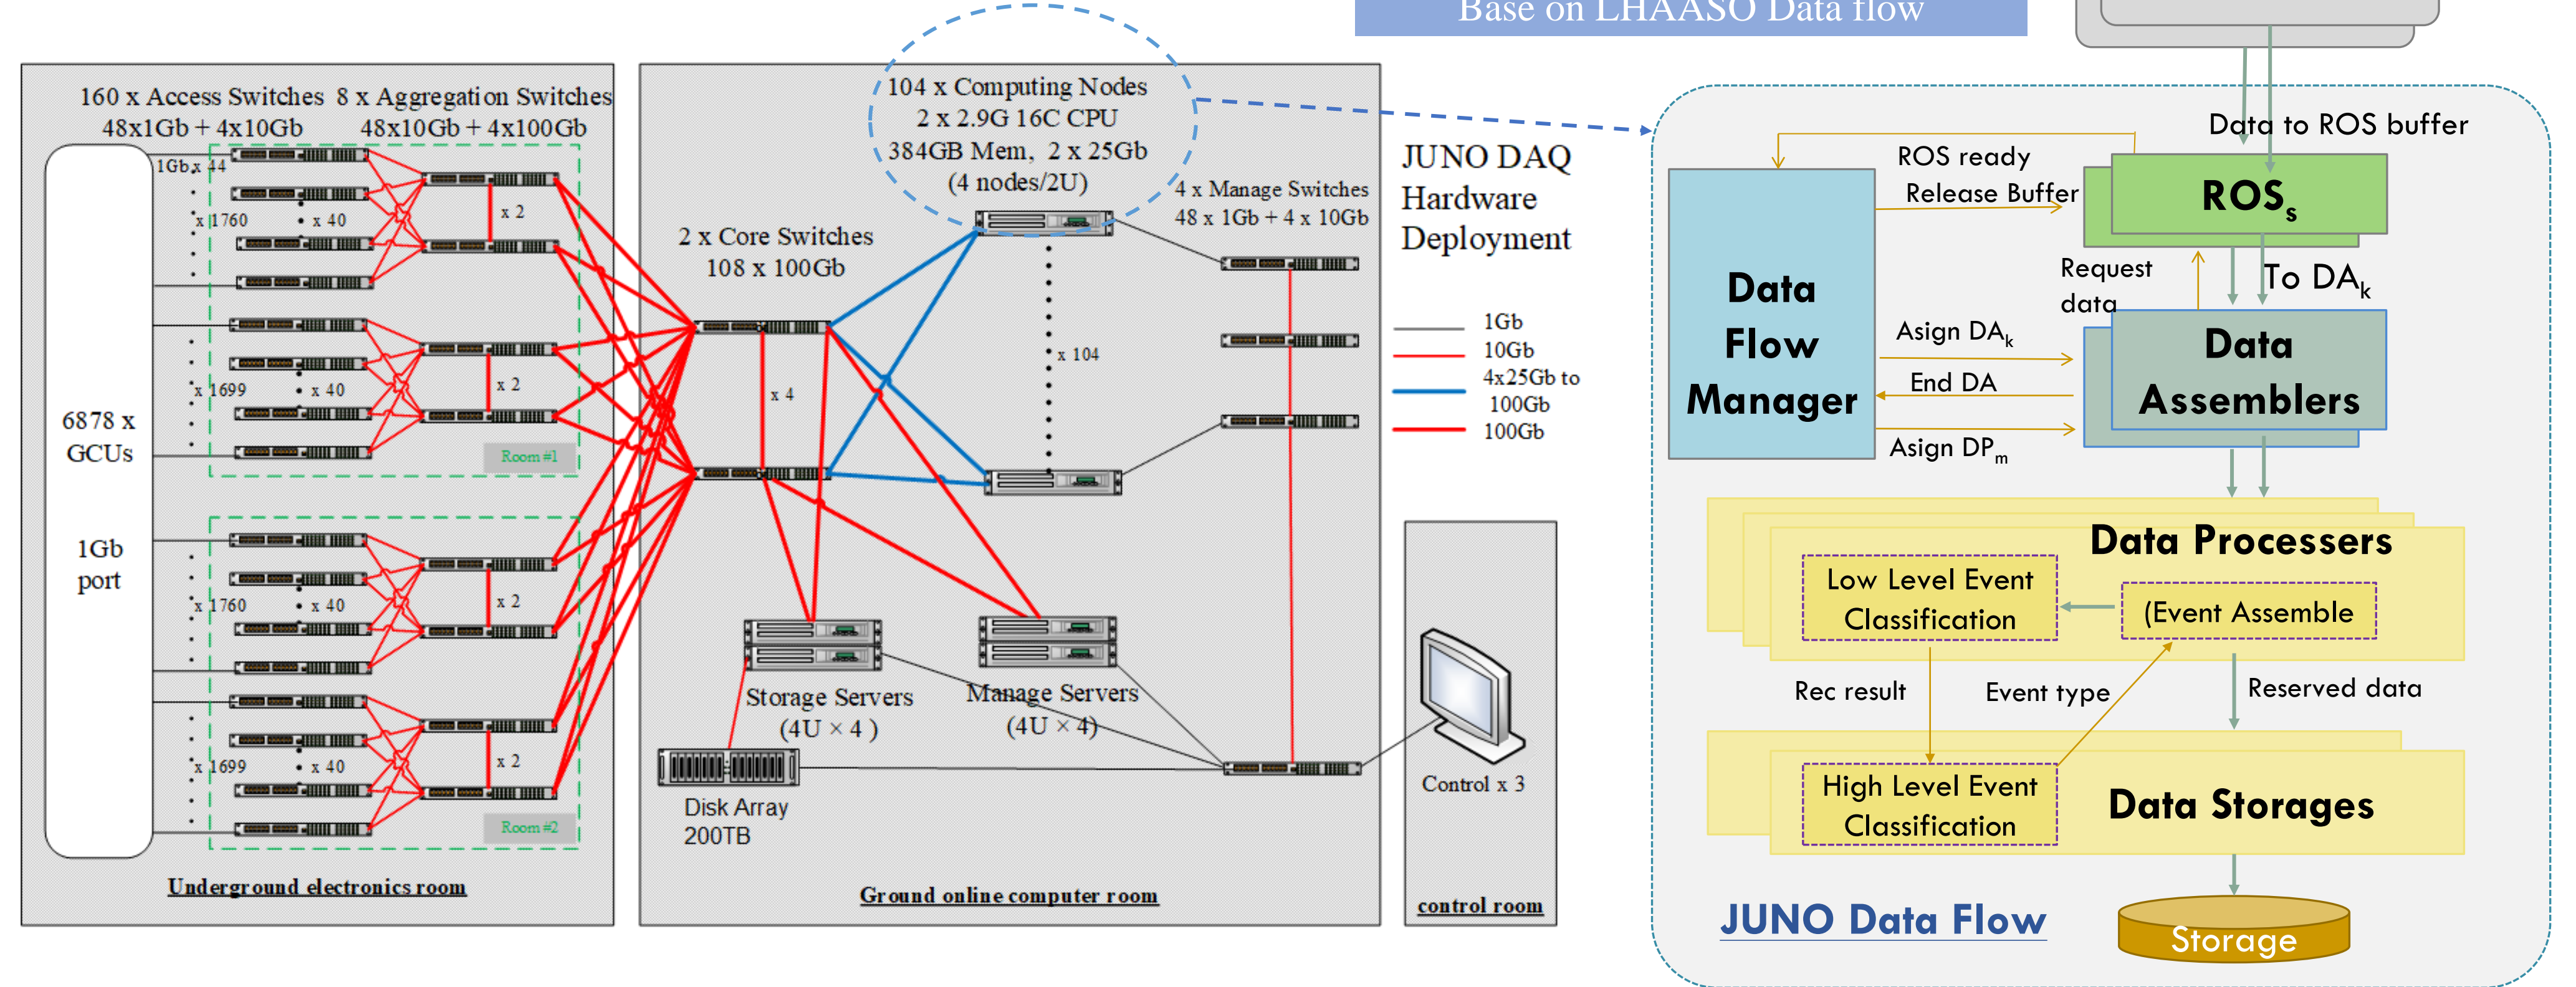 Base on LHAASO Data flow
160 x Access Switches
48x1Gb + 4x10Gb
8 x Aggregation Switches
48x10Gb + 4x100Gb
1Gb x 44
x 1760
x 40
x 2
x 1699
x 40
x 2
Room #1
6878 x
GCUs
1Gb
port
x 1760
x 40
x 2
x 1699
x 40
x 2
Room #2
Underground electronics room
104 x Computing Nodes
2 x 2.9G 16C CPU
384GB Mem, 2 x 25Gb
(4 nodes/2U)
2 x Core Switches
108 x 100Gb
x 4
x 104
4 x Manage Switches
48 x 1Gb + 4 x 10Gb
Storage Servers
(4U × 4 )
Manage Servers
(4U × 4)
Disk Array
200TB
Ground online computer room
JUNO DAQ
Hardware
Deployment
1Gb
10Gb
4x25Gb to
100Gb
100Gb
Control x 3
control room
Data to ROS buffer
ROS ready
Release Buffer
ROSs
Request
data
To DAk
Data
Flow
Manager
Asign DAk
End DA
Asign DPm
Data
Assemblers
Data Processers
Low Level Event
Classification
(Event Assemble
Rec result
Event type
Reserved data
High Level Event
Classification
Data Storages
JUNO Data Flow
Storage